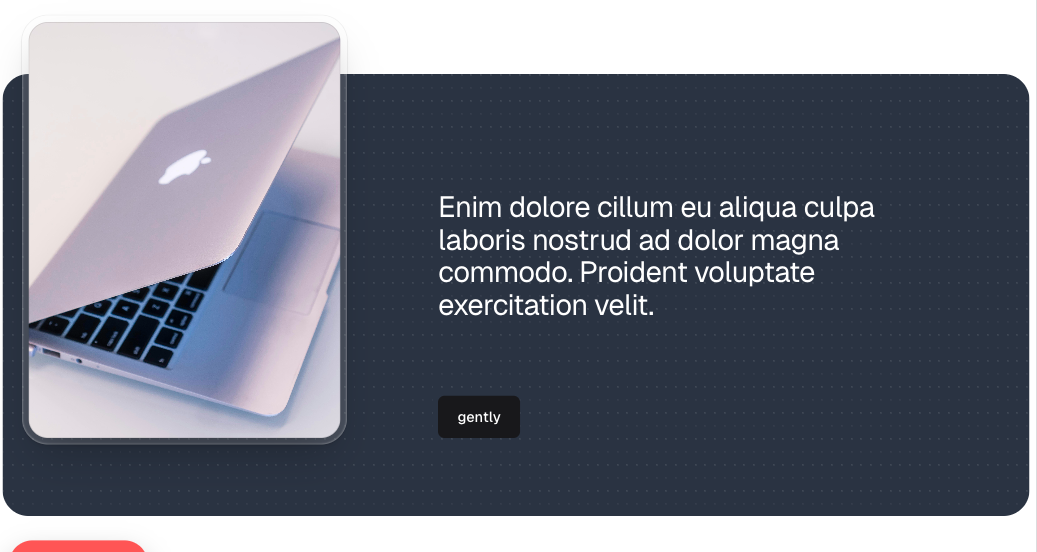 Enim dolore cillum eu aliqua culpa
laboris nostrud ad dolor magna
commodo. Proident voluptate
exercitation velit.
gently